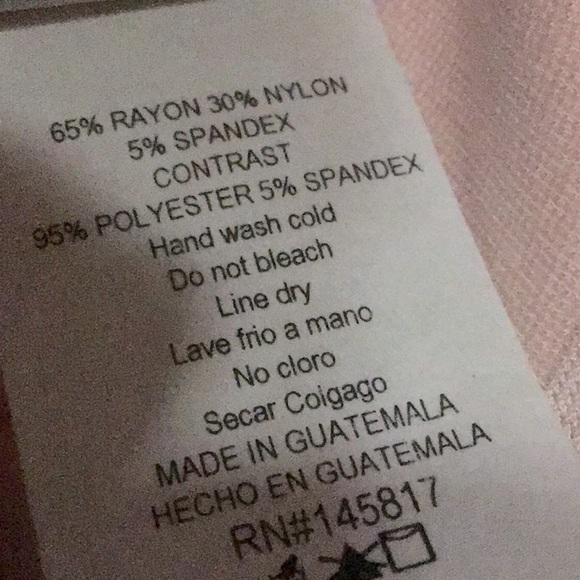 65% RAYON 30% NYLON
5% SPANDEX
CONTRAST
95% POLYESTER 5% SPANDEX
Hand wash cold
Do not bleach
Line dry
Lave frio a mano
No cloro
Secar Coigago
MADE IN GUATEMALA
HECHO EN GUATEMALA
RN#145817